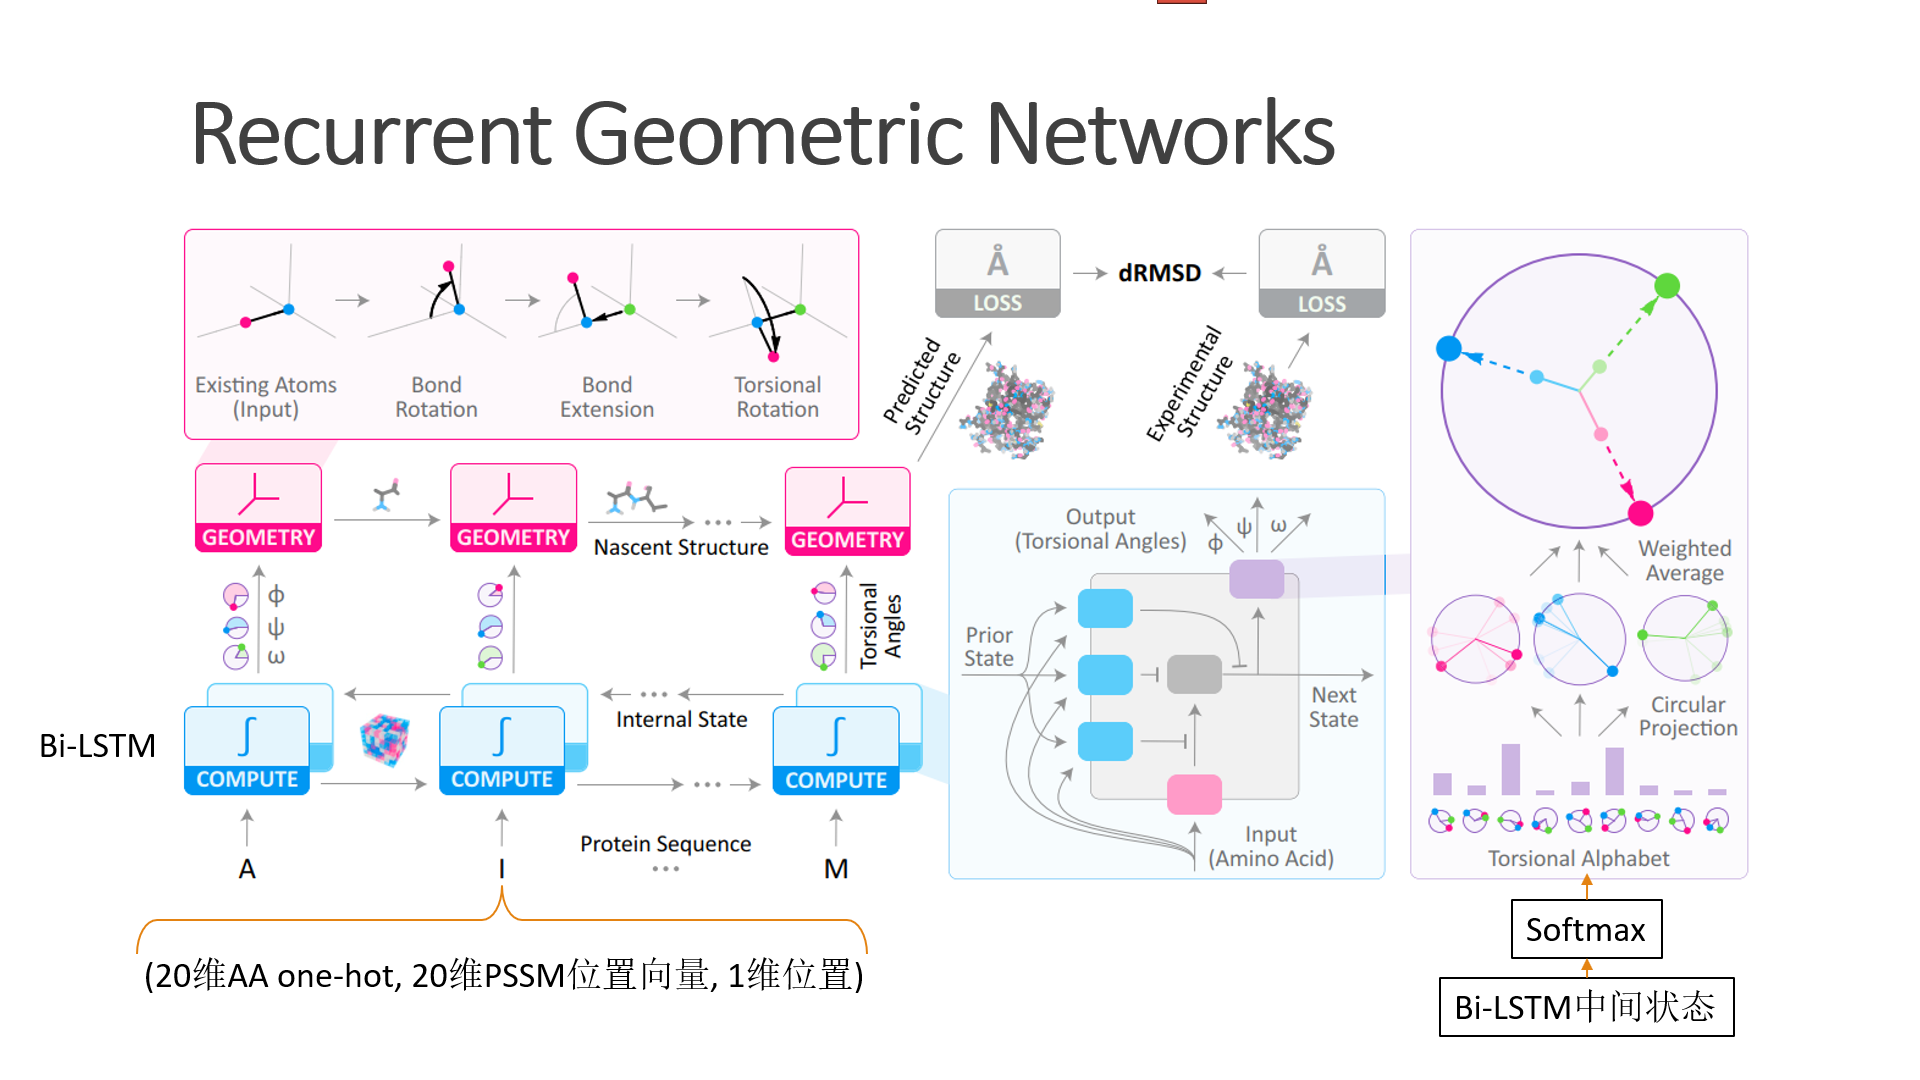 Recurrent Geometric Networks
Existing Atoms
(Input)
Bond
Rotation
Bond
Extension
Torsional
Rotation
Å
LOSS
dRMSD
Å
LOSS
Predicted
Structure
Experimental
Structure
GEOMETRY
GEOMETRY
Nascent Structure
GEOMETRY
ϕ
ψ
ω
Torsional
Angles
Bi-LSTM
∫
COMPUTE
∫
COMPUTE
Internal State
∫
COMPUTE
A
I
Protein Sequence
M
(20维AA one-hot, 20维PSSM位置向量, 1维位置)
Output
(Torsional Angles)
ϕ
ψ
ω
Prior
State
Next
State
Input
(Amino Acid)
Weighted
Average
Circular
Projection
Torsional Alphabet
Softmax
Bi-LSTM中间状态